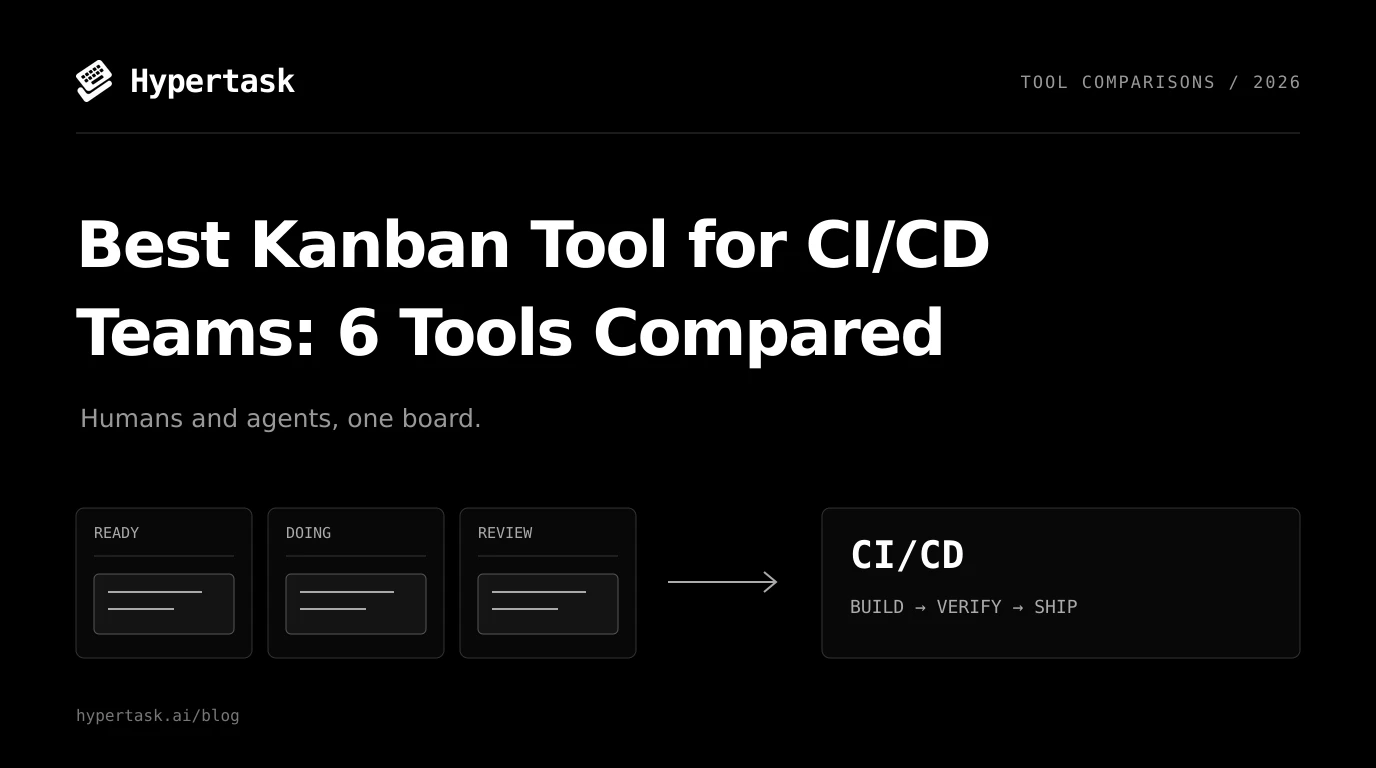 Hypertask
TOOL COMPARISONS / 2026
Best Kanban Tool for CI/CD
Teams: 6 Tools Compared
Humans and agents, one board.
READY
DOING
REVIEW
CI/CD
BUILD → VERIFY → SHIP
hypertask.ai/blog